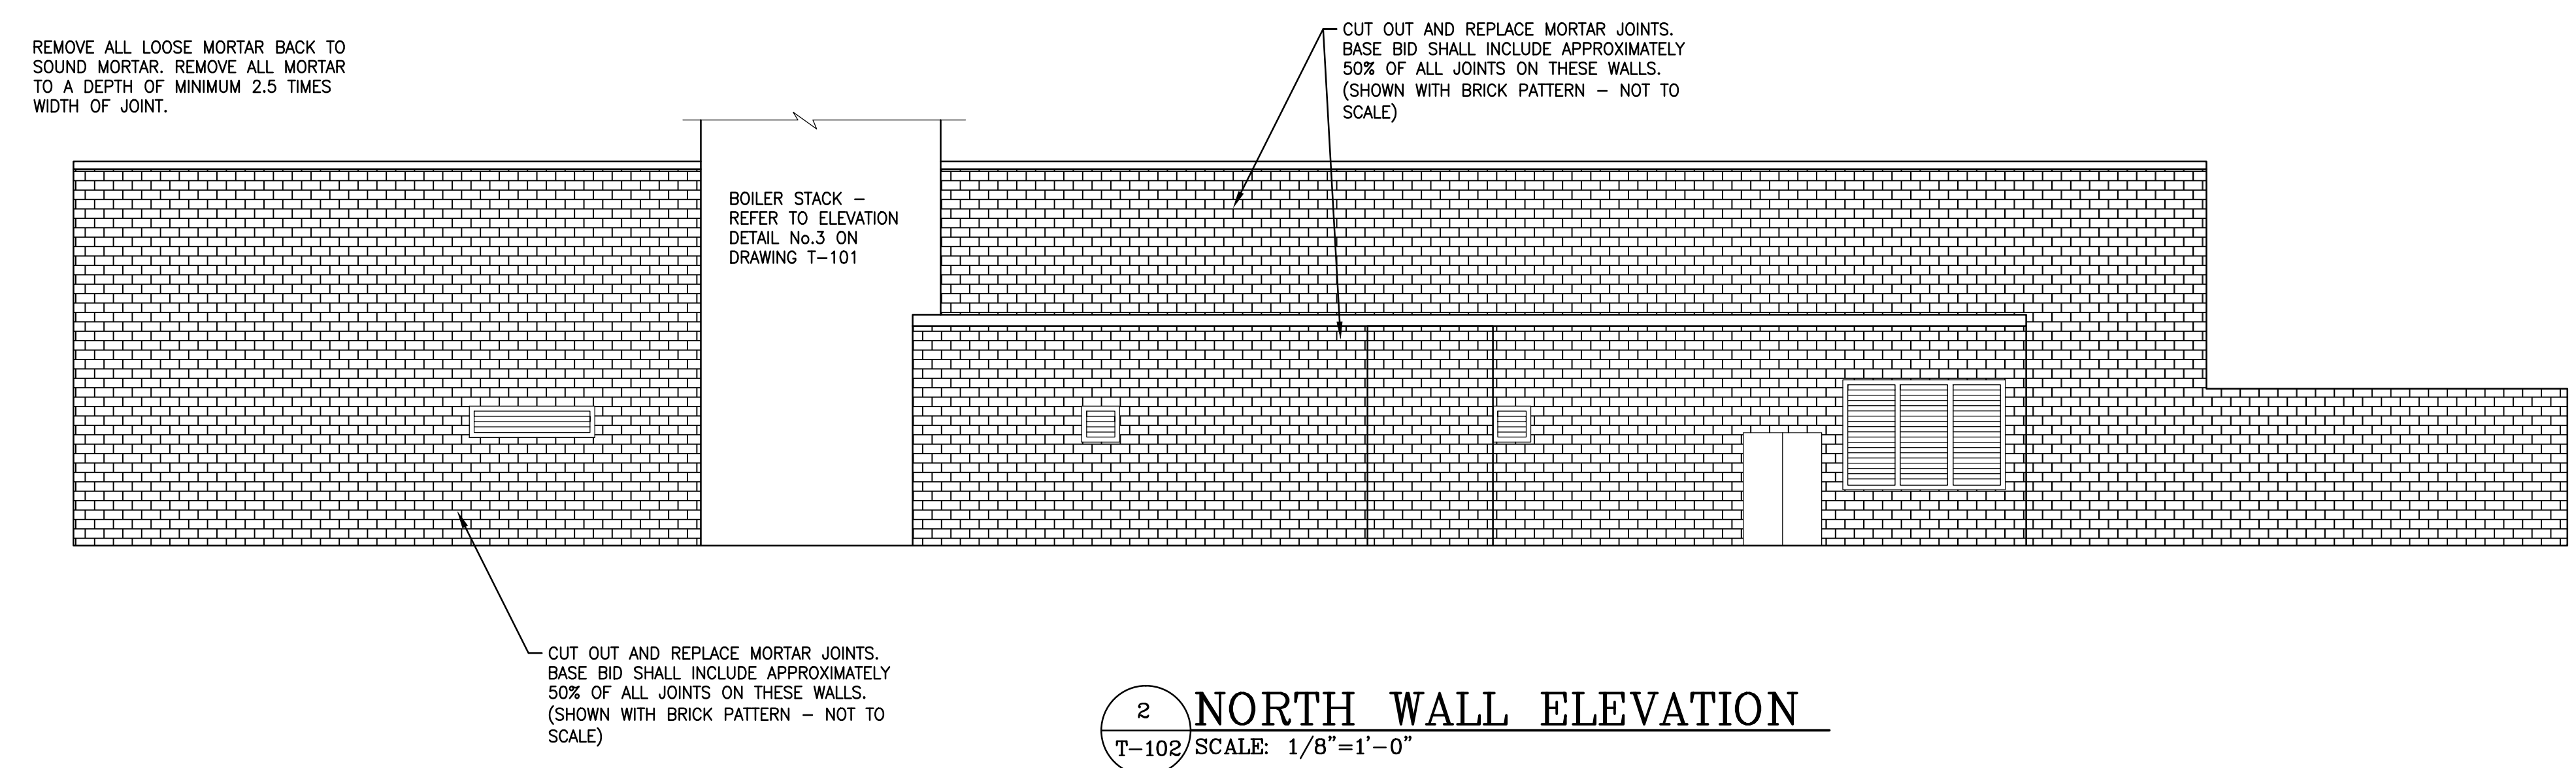 REMOVE ALL LOOSE MORTAR BACK TO
SOUND MORTAR. REMOVE ALL MORTAR
TO A DEPTH OF MINIMUM 2.5 TIMES
WIDTH OF JOINT.
CUT OUT AND REPLACE MORTAR JOINTS.
BASE BID SHALL INCLUDE APPROXIMATELY
50% OF ALL JOINTS ON THESE WALLS.
(SHOWN WITH BRICK PATTERN – NOT TO
SCALE)
BOILER STACK –
REFER TO ELEVATION
DETAIL No.3 ON
DRAWING T-101
CUT OUT AND REPLACE MORTAR JOINTS.
BASE BID SHALL INCLUDE APPROXIMATELY
50% OF ALL JOINTS ON THESE WALLS.
(SHOWN WITH BRICK PATTERN – NOT TO
SCALE)
2
T-102
NORTH WALL ELEVATION
SCALE: 1/8"=1'-0"